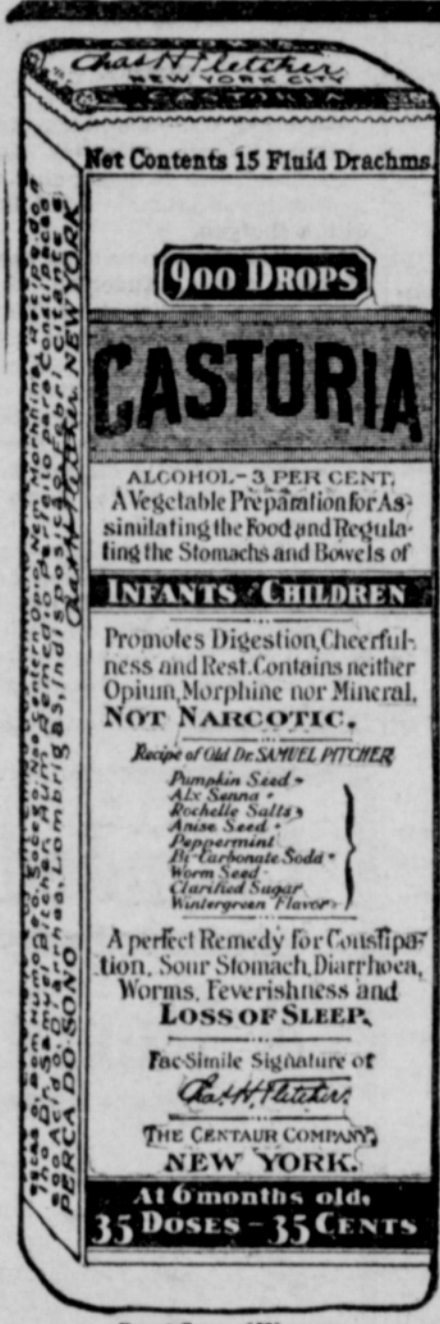 Chas H Fletcher
NEW YORK CITY
CASTORIA
Net Contents 15 Fluid Drachms
900 DROPS
CASTORIA
ALCOHOL-3 PER CENT.
A Vegetable Preparation for As-
similating the Food and Regula-
ting the Stomachs and Bowels of
INFANTS CHILDREN
Promotes Digestion, Cheerful-
ness and Rest. Contains neither
Opium, Morphine nor Mineral.
NOT NARCOTIC.
Recipe of Old Dr. SAMUEL PITCHER
Pumpkin Seed -
Alx Senna -
Rochelle Salts -
Anise Seed -
Peppermint
Bi-Carbonate Soda -
Worm Seed -
Clarified Sugar
Wintergreen Flavor -
A perfect Remedy for Constipa-
tion, Sour Stomach, Diarrhoea,
Worms, Feverishness and
LOSS OF SLEEP.
Fac-Simile Signature of
Chas. H. Fletcher.
THE CENTAUR COMPANY,
NEW YORK.
At 6 months old.
35 DOSES - 35 CENTS
PERCA DO SONO
Chas H Fletcher NEW YORK